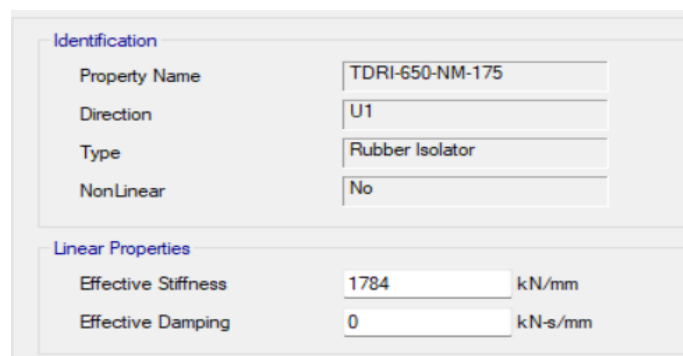 Identification
Property Name TDRI-650-NM-175
Direction U1
Type Rubber Isolator
NonLinear No
Linear Properties
Effective Stiffness 1784 kN/mm
Effective Damping 0 kN-s/mm